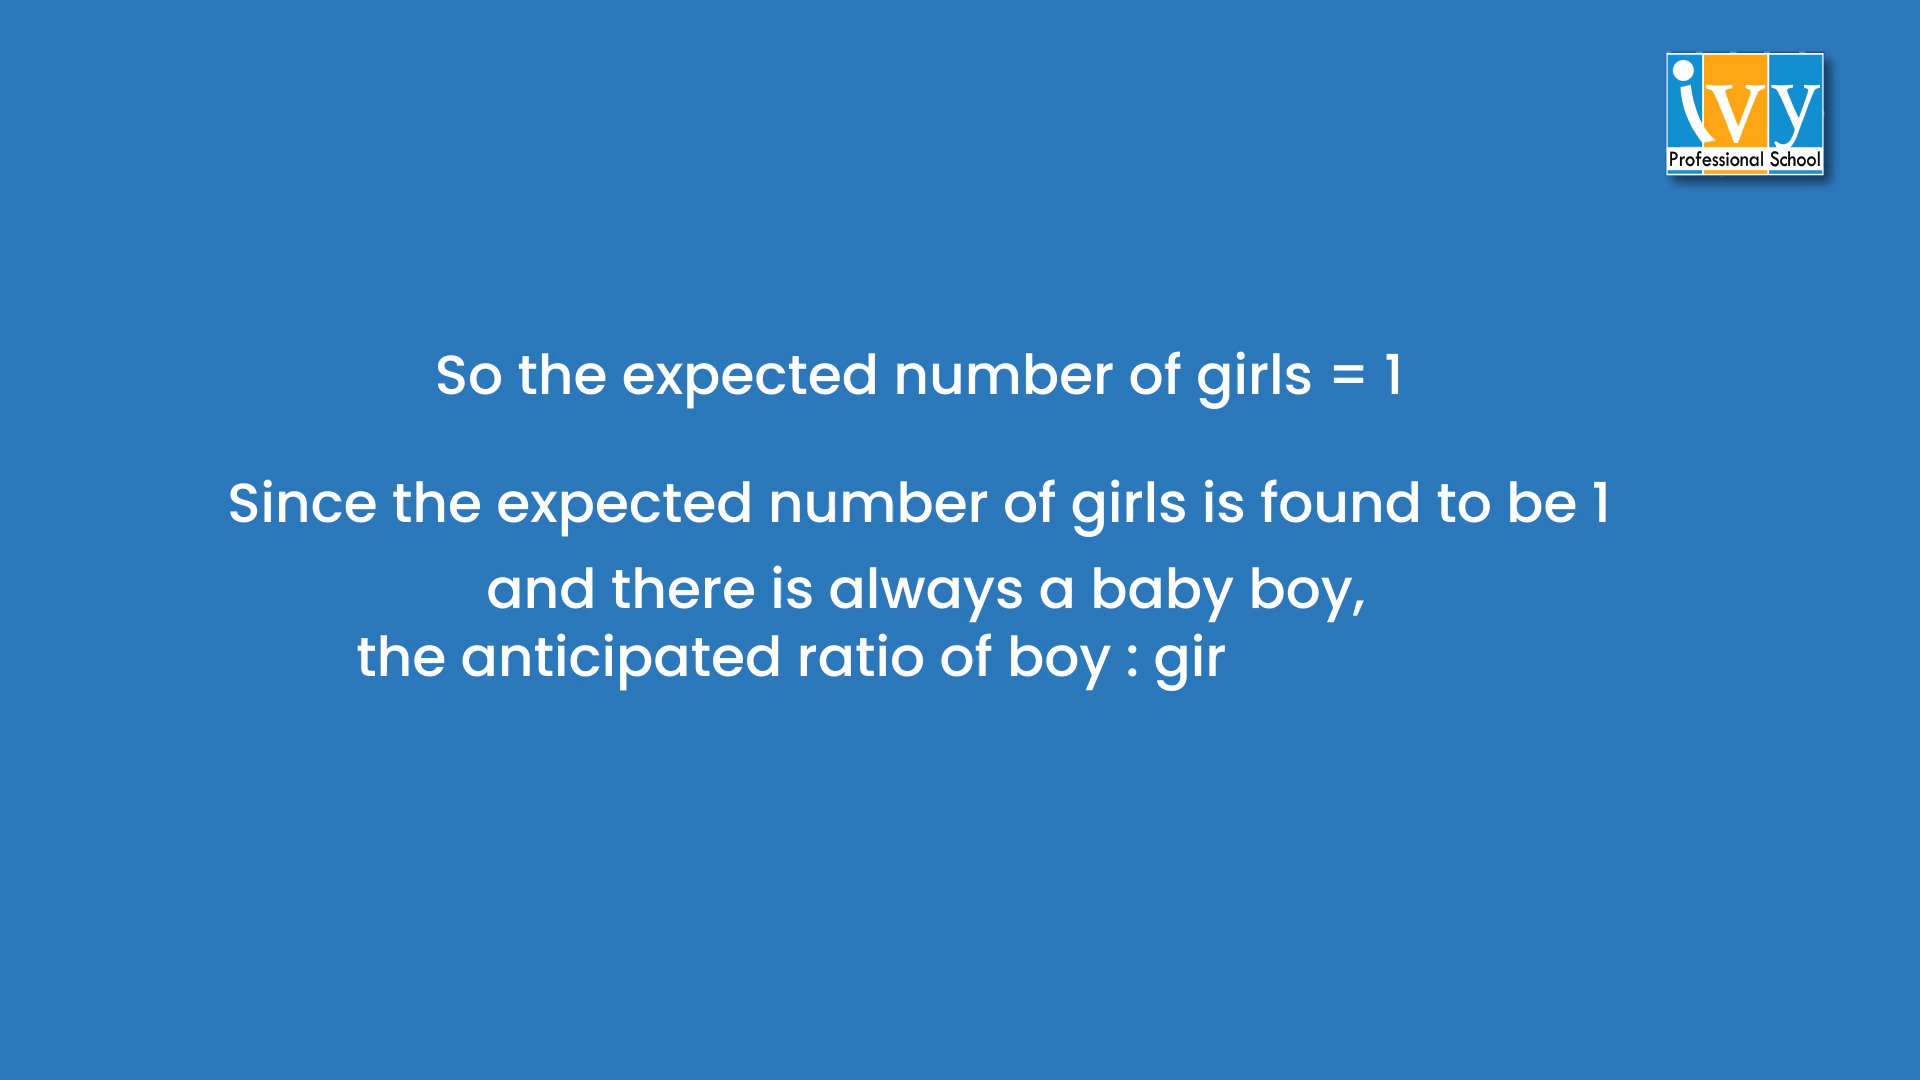 ivy
Professional School
So the expected number of girls = 1
Since the expected number of girls is found to be 1
and there is always a baby boy,
the anticipated ratio of boy : gir